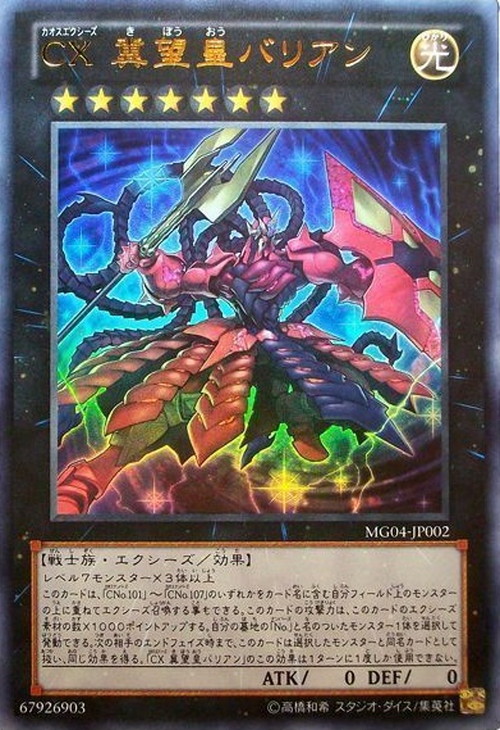 CX 冀望皇バリアン
カオスエクシーズ きぼうおう
光
ひかり
MG04-JP002
【戦士族・エクシーズ/効果】
レベル7モンスター×3体以上
このカードは、「CNo.101」~「CNo.107」のいずれかをカード名に含む自分フィールド上のモンスター
の上に重ねてエクシーズ召喚する事もできる。このカードの攻撃力は、このカードのエクシーズ
素材の数×1000ポイントアップする。自分の墓地の「No.」と名のついたモンスター1体を選択して
発動できる。次の相手のエンドフェイズ時まで、このカードは選択したモンスターと同名カードとして
扱い、同じ効果を得る。「CX 冀望皇バリアン」のこの効果は1ターンに1度しか使用できない。
ATK/ 0 DEF/ 0
67926903 ©高橋和希 スタジオ・ダイス/集英社